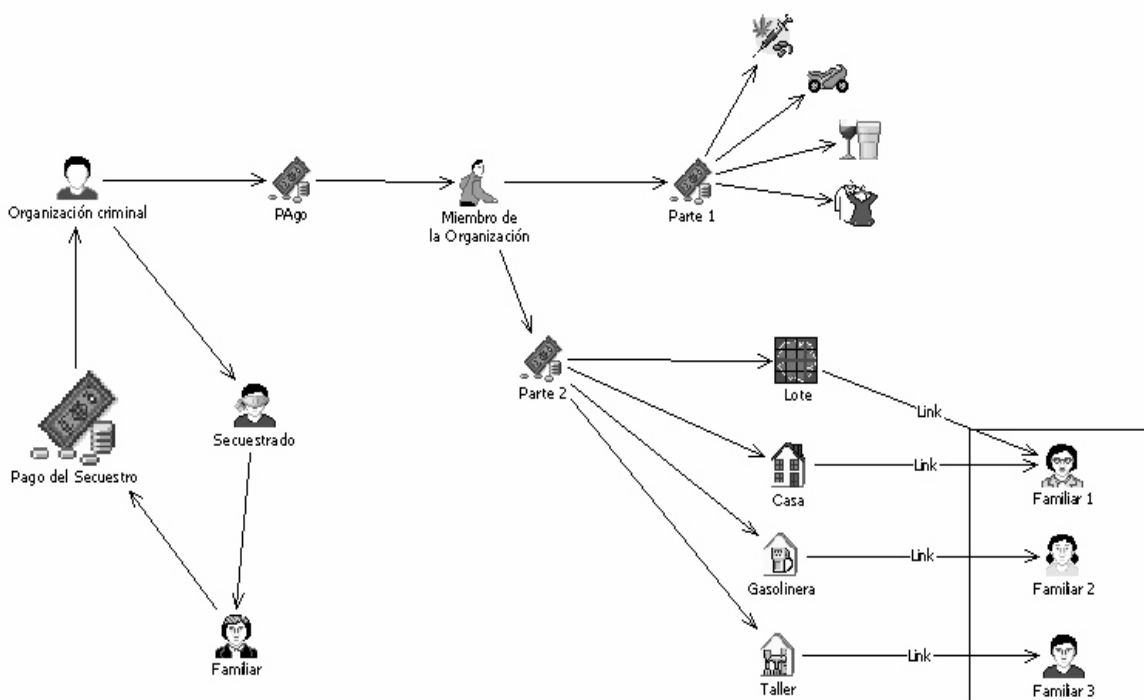 Organización criminal
PAgo
Miembro de
la Organización
Parte 1
Parte 2
Lote
Link
Secuestrado
Pago del Secuestro
Casa
Link
Familiar 1
Gasolinera
Link
Familiar 2
Familiar
Taller
Link
Familiar 3